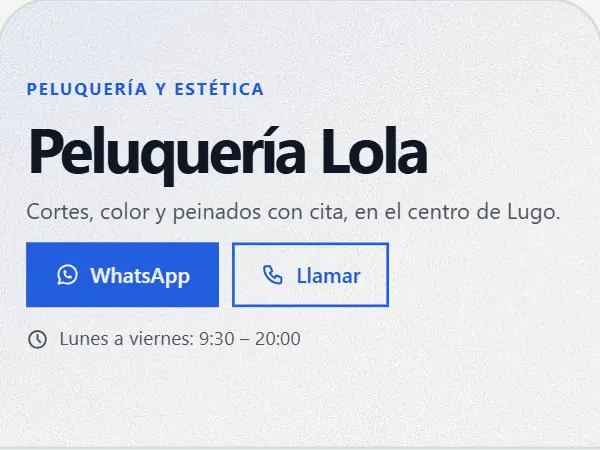 PELUQUERÍA Y ESTÉTICA
Peluquería Lola
Cortes, color y peinados con cita, en el centro de Lugo.
WhatsApp
Llamar
Lunes a viernes: 9:30 – 20:00